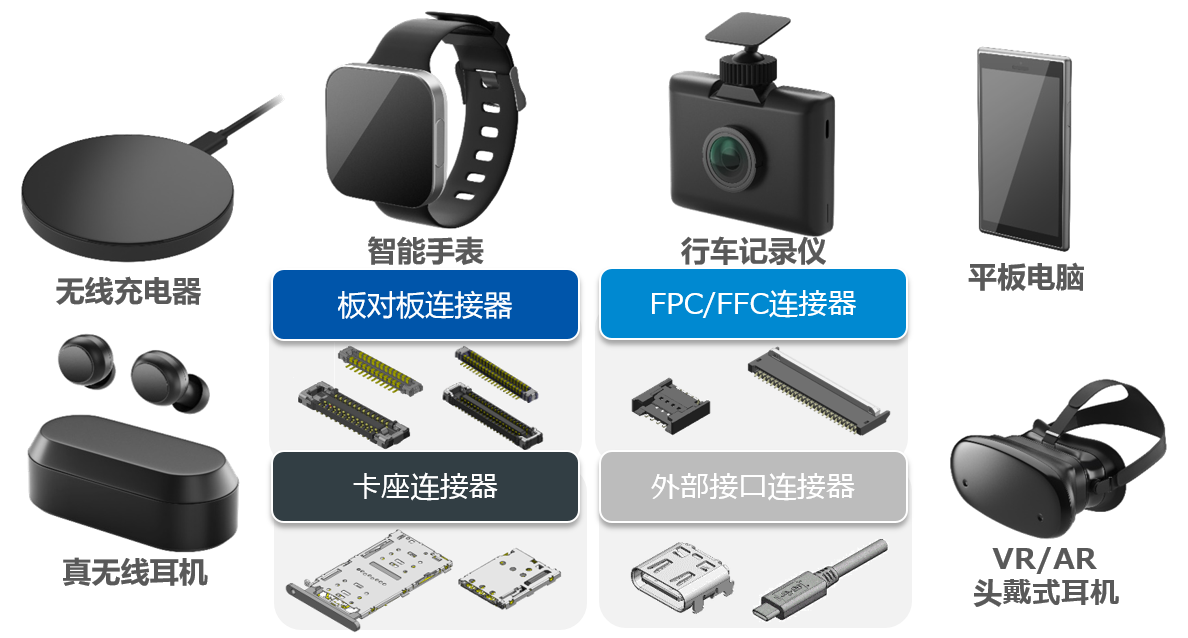 智能手表
行车记录仪
平板电脑
无线充电器
板对板连接器
FPC/FFC连接器
卡座连接器
外部接口连接器
真无线耳机
VR/AR
头戴式耳机